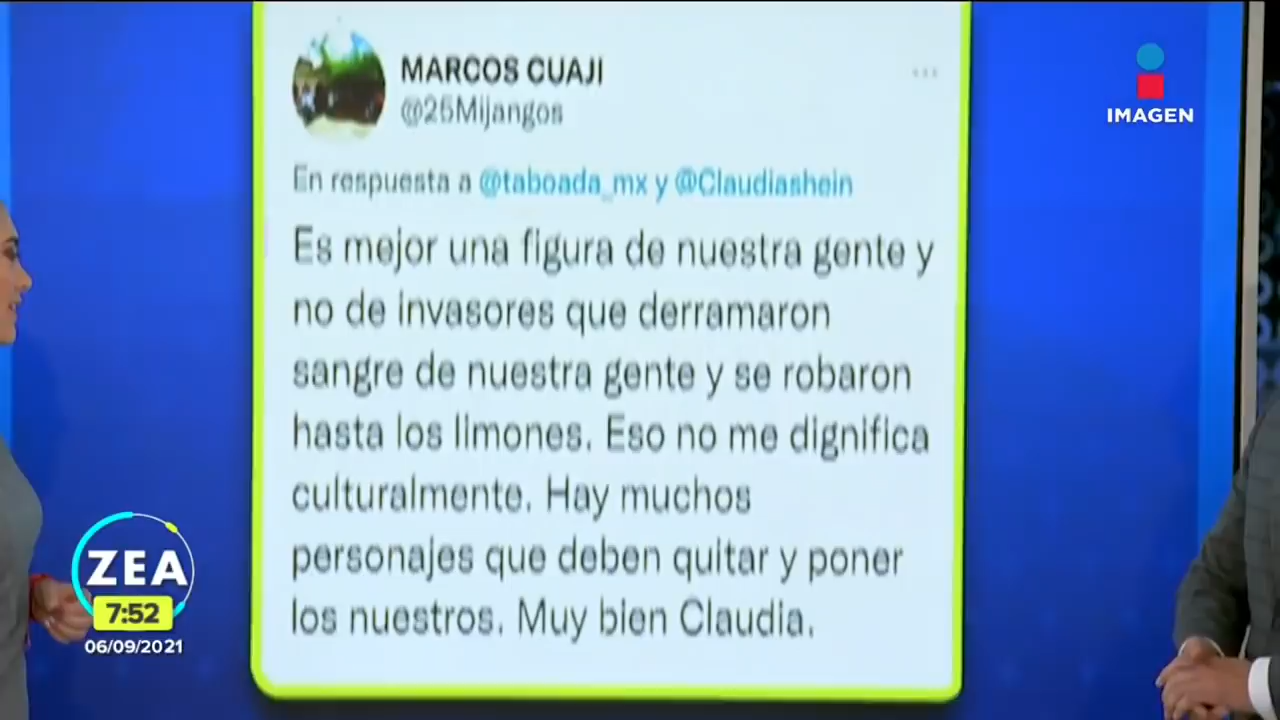 MARCOS CUAJI
@25Mijangos
En respuesta a @taboada_mx y @Claudiashein
Es mejor una figura de nuestra gente y
no de invasores que derramaron
sangre de nuestra gente y se robaron
hasta los limones. Eso no me dignifica
culturalmente. Hay muchos
personajes que deben quitar y poner
los nuestros. Muy bien Claudia.
IMAGEN
ZEA
7:52
06/09/2021